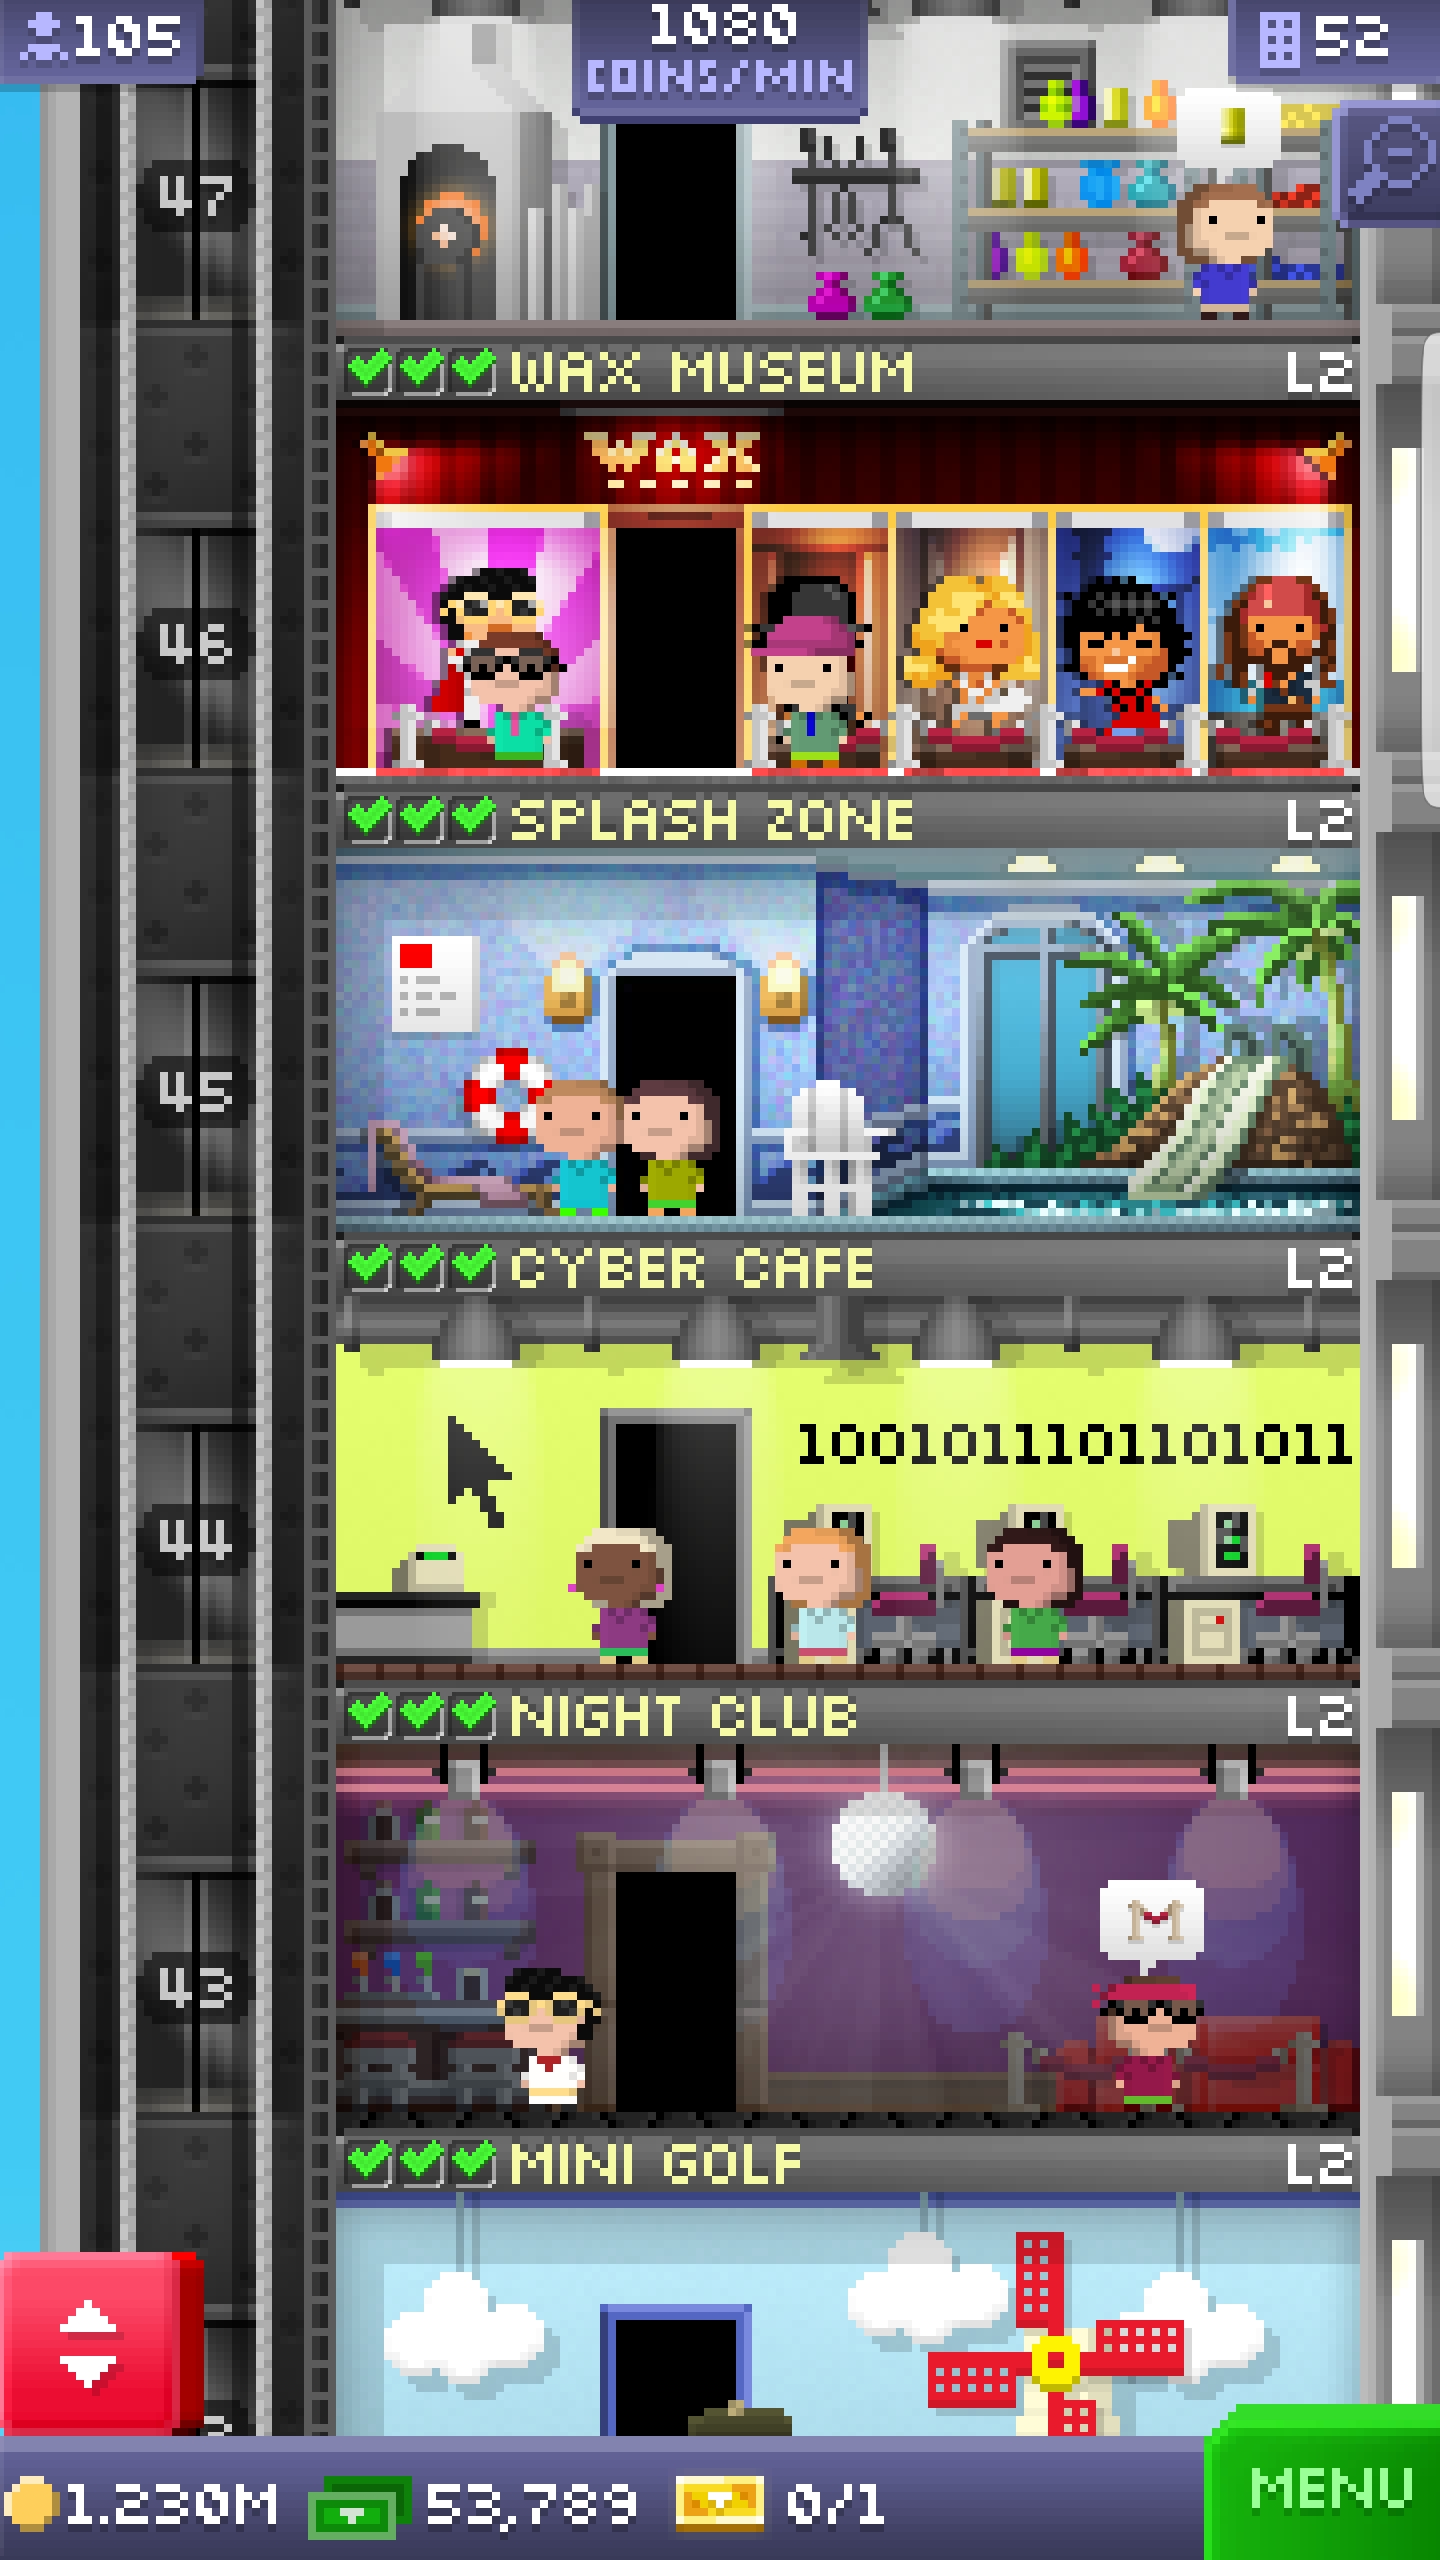 105
1080
COINS/MIN
52
47
WAX MUSEUM L2
WAX
46
SPLASH ZONE L2
45
CYBER CAFE L2
1001011101101011
44
NIGHT CLUB L2
43
M
MINI GOLF L2
1.230M 53,789 0/1
MENU